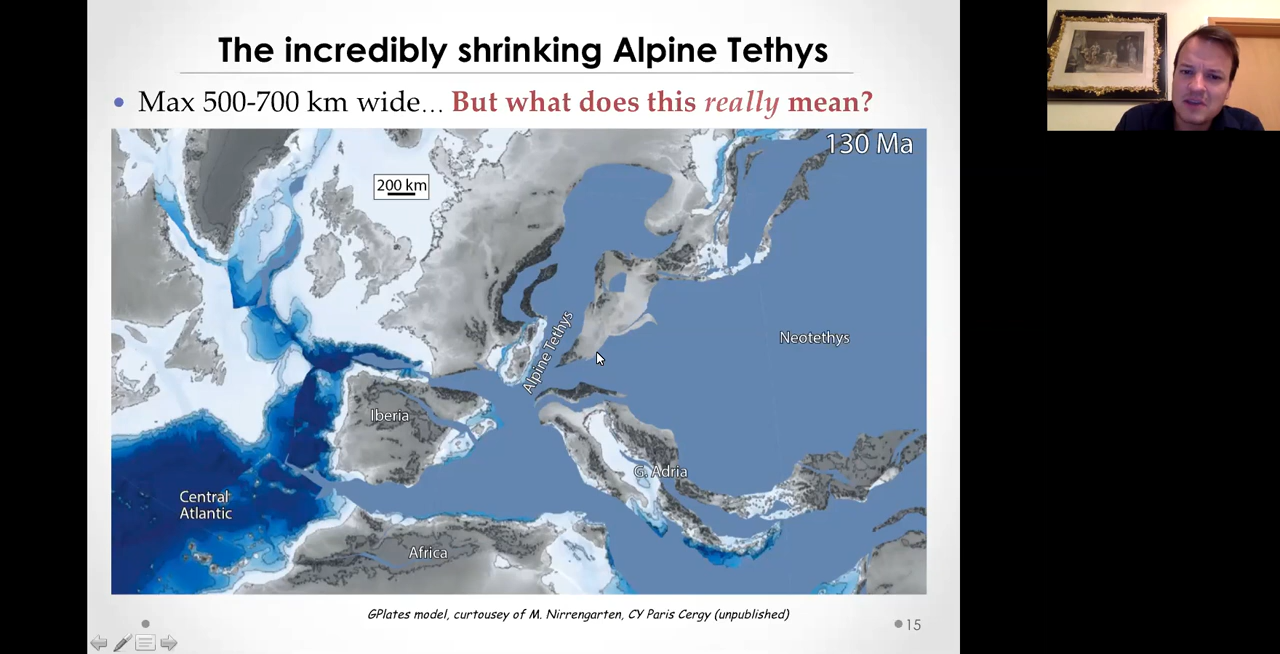 The incredibly shrinking Alpine Tethys
Max 500-700 km wide... But what does this really mean?
130 Ma
200 km
Alpine Tethys
Neotethys
Iberia
G. Adria
Central
Atlantic
Africa
GPlates model, curtousey of M. Nirrengarten, CY Paris Cergy (unpublished)
15